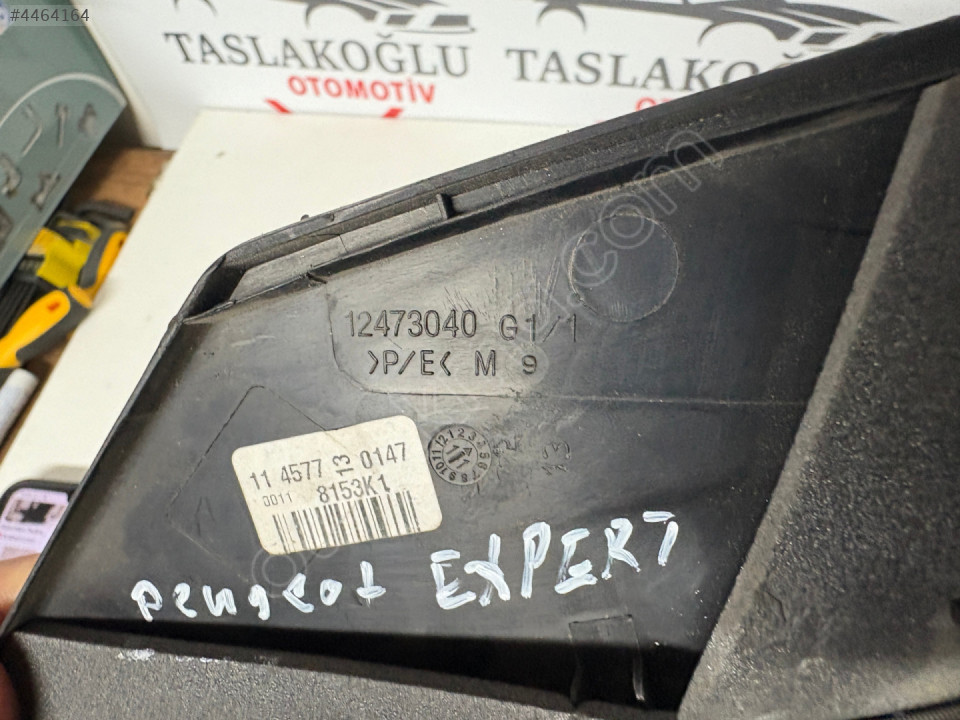 #4464164
TASLAKOĞLU
OTOMOTİV
TASLAKOĞ
12473040 G1/1
>P/E< M 9
11 4577 13 0147
0011 8153K1
peugeot EXPERT